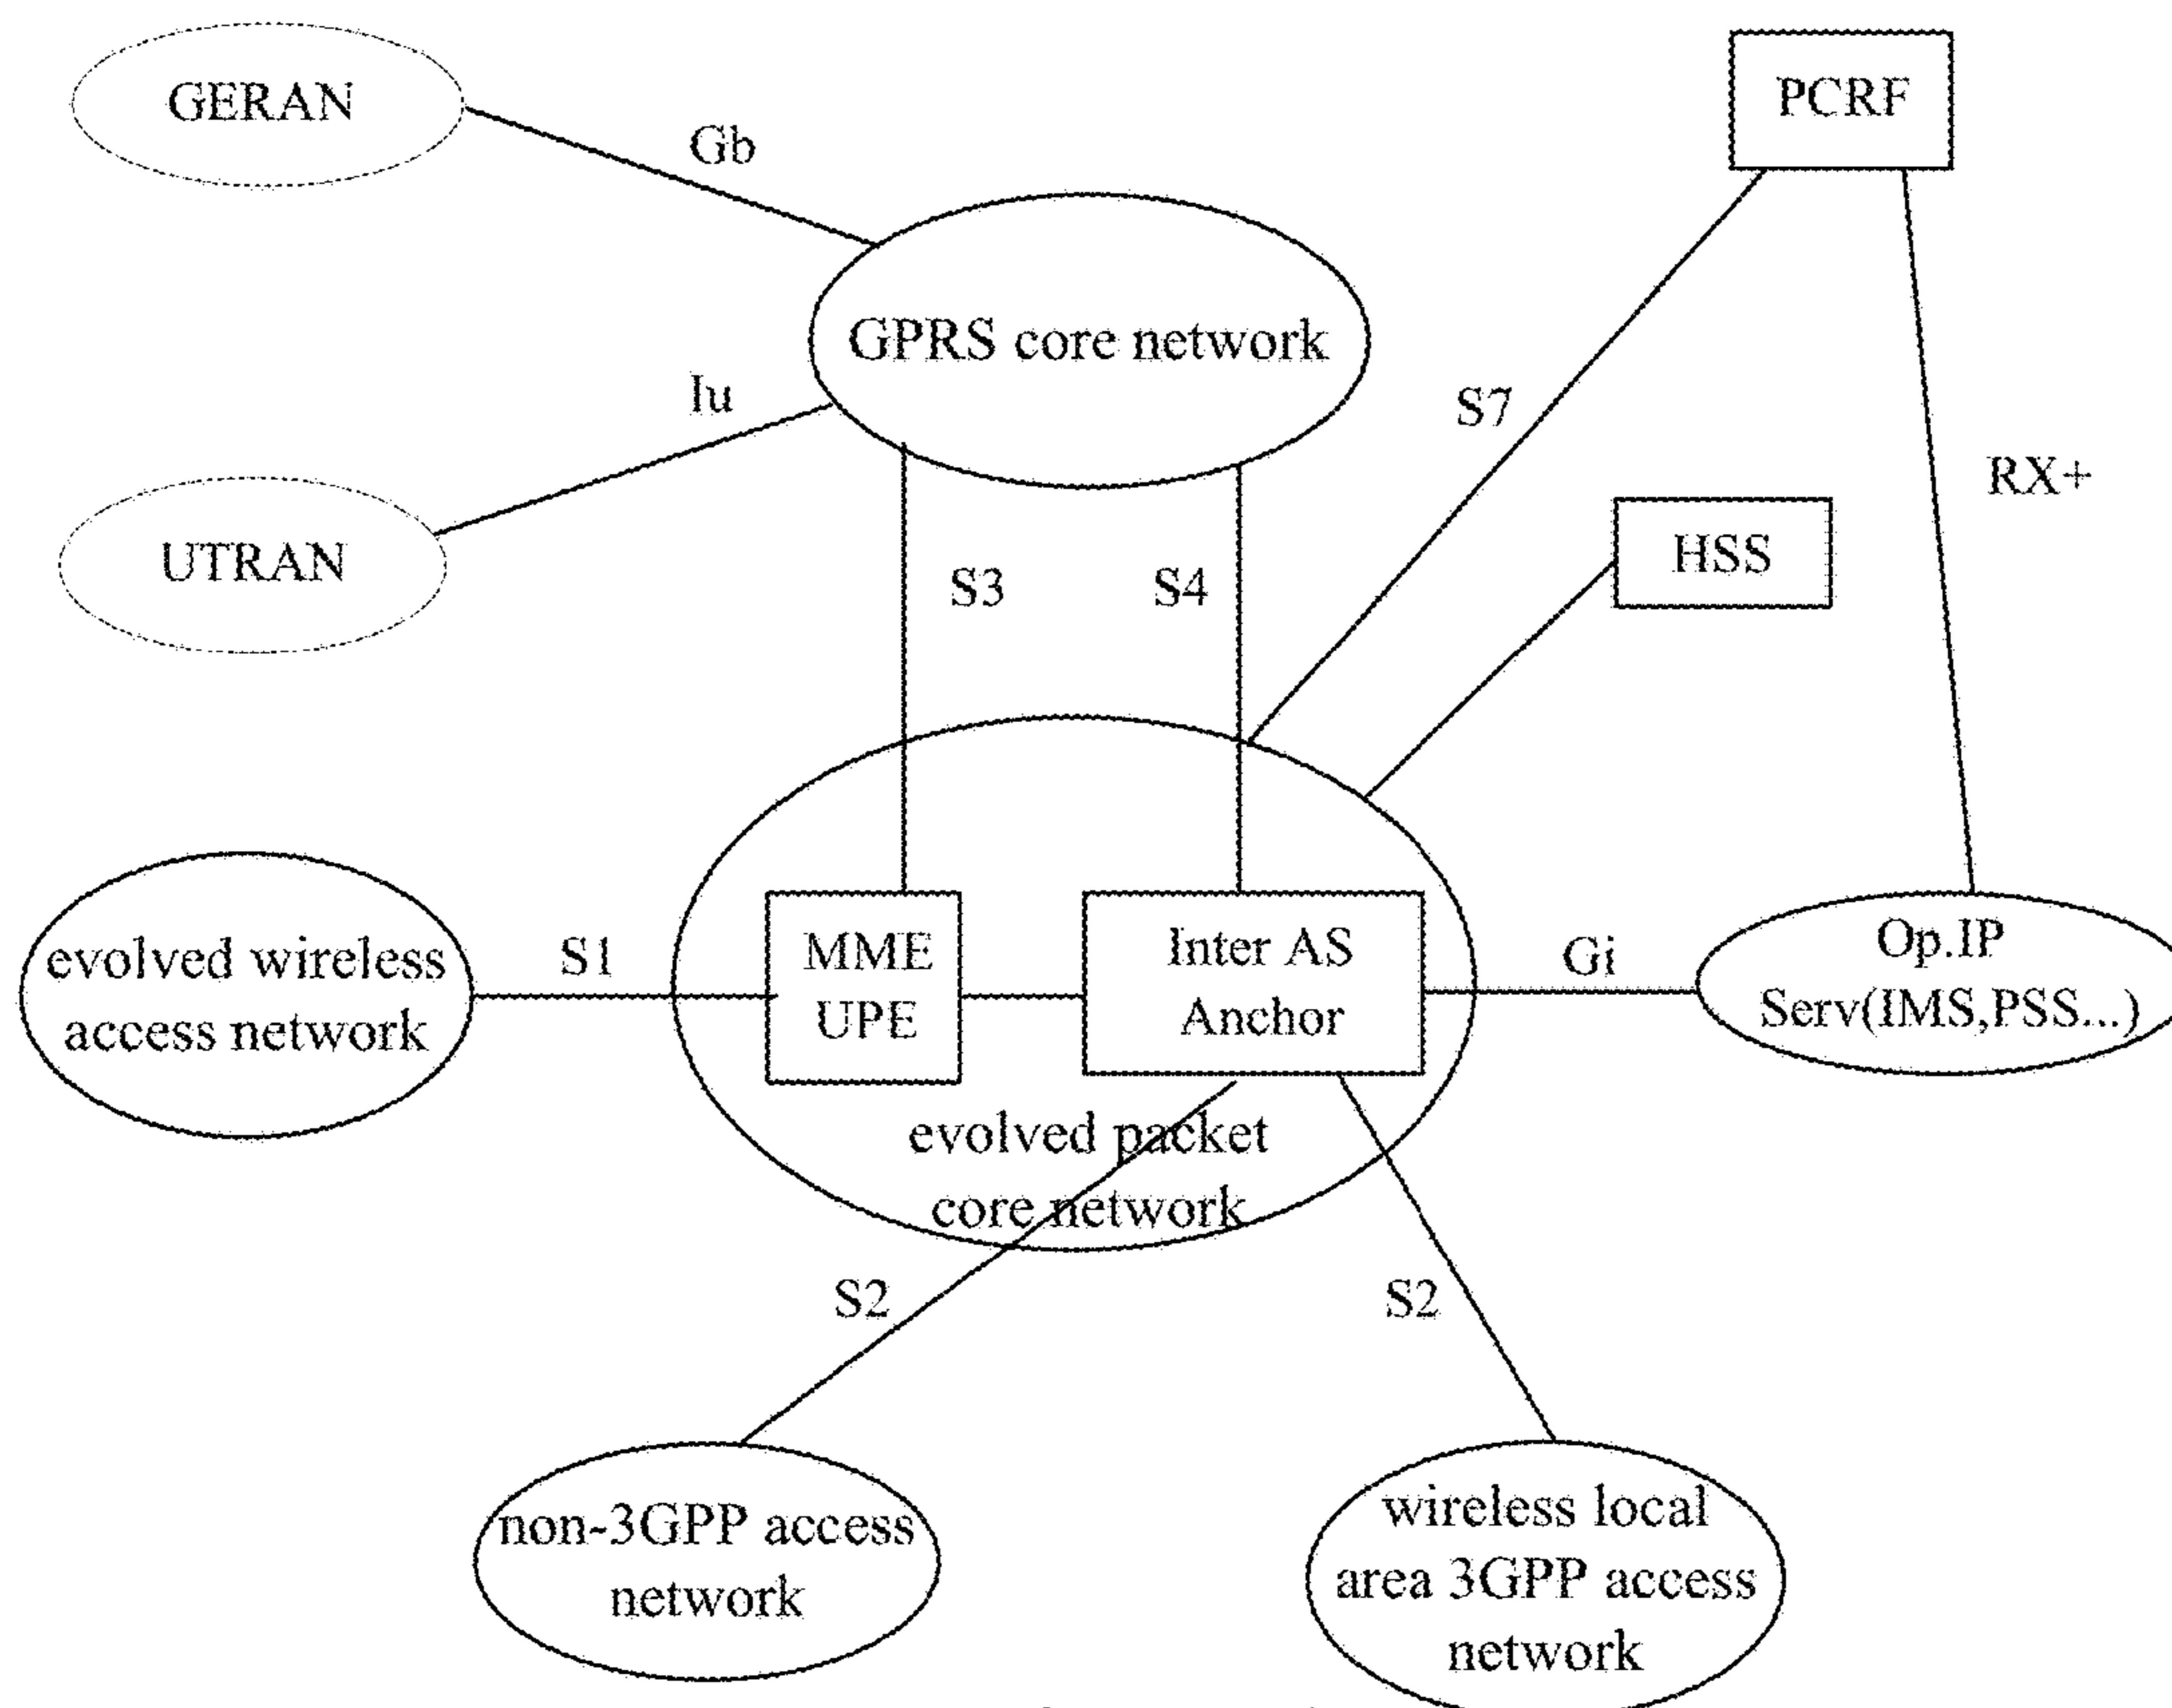 GERAN
PCRF
Gb
GPRS core network
Iu
S7
RX+
UTRAN
HSS
S3
S4
evolved wireless
access network
S1
MME
UPE
Inter AS
Anchor
Gi
Op.IP
Serv(IMS,PSS...)
evolved packet
core network
S2
S2
non-3GPP access
network
wireless local
area 3GPP access
network